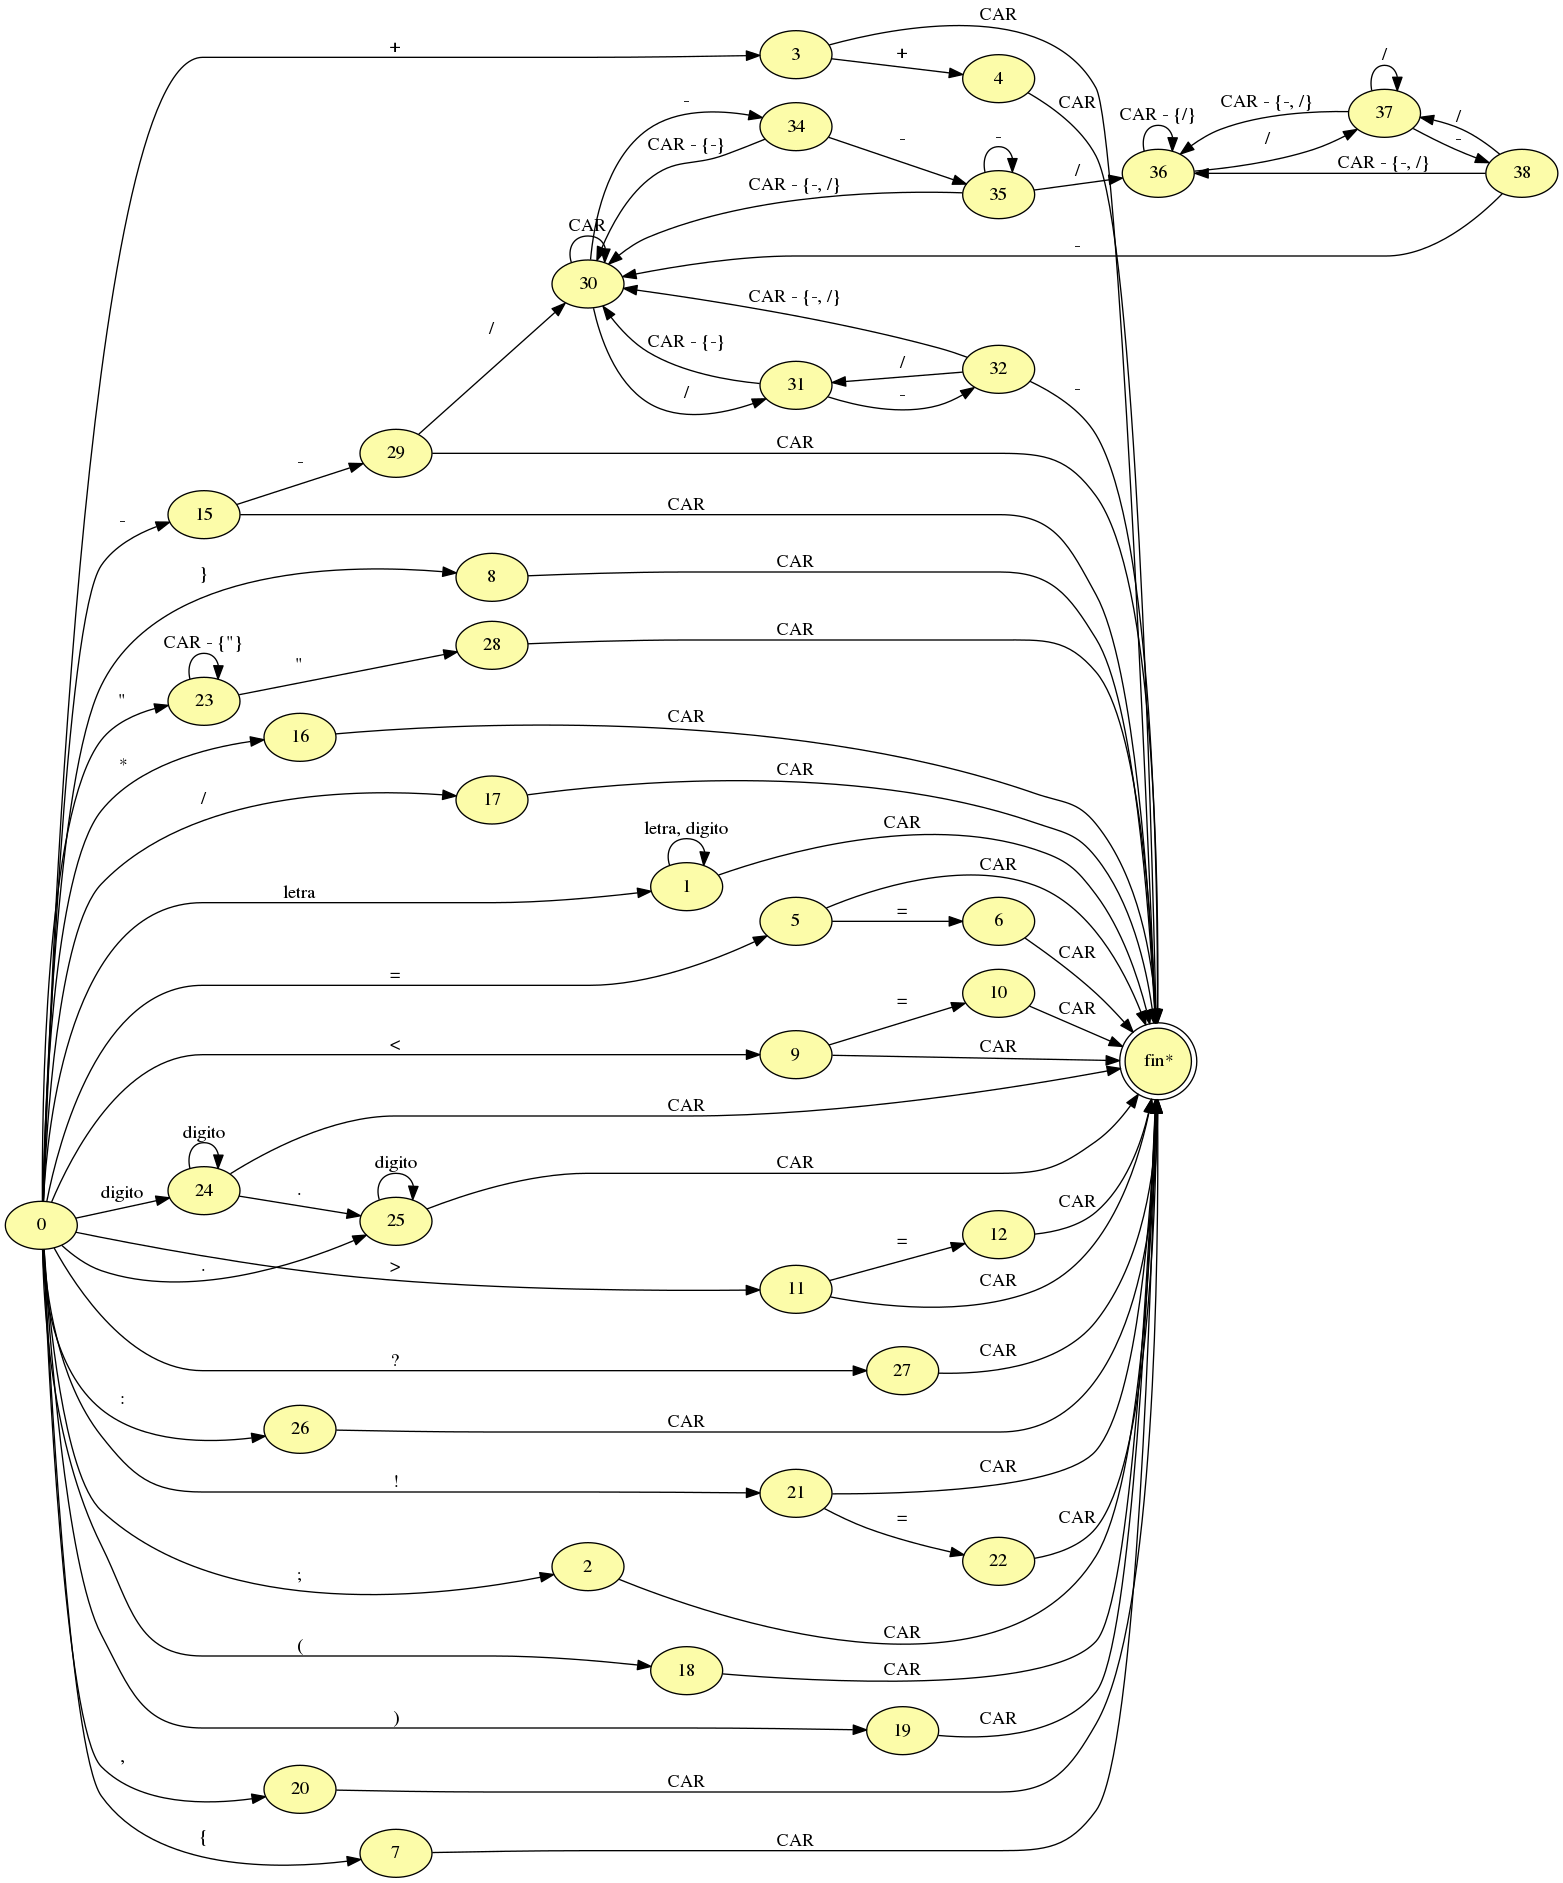 CAR
+
3
+
4
CAR
/
37
CAR - {-, /}
/
-
CAR - {/}
/
36
38
CAR - {-, /}
-
34
CAR - {-}
-
-
35
/
CAR - {-, /}
CAR
30
-
CAR - {-, /}
/
CAR - {-}
31
/
-
32
-
/
29
CAR
-
15
CAR
-
}
8
CAR
CAR - {"}
"
28
CAR
"
23
*
16
CAR
/
17
CAR
letra, digito
letra
1
CAR
=
5
CAR
=
6
CAR
<
9
=
10
CAR
CAR
fin*
CAR
digito
digito
24
.
digito
25
CAR
0
.
>
11
=
12
CAR
CAR
?
27
CAR
:
26
CAR
!
21
CAR
=
22
CAR
;
2
CAR
(
18
CAR
)
19
CAR
,
20
CAR
{
7
CAR